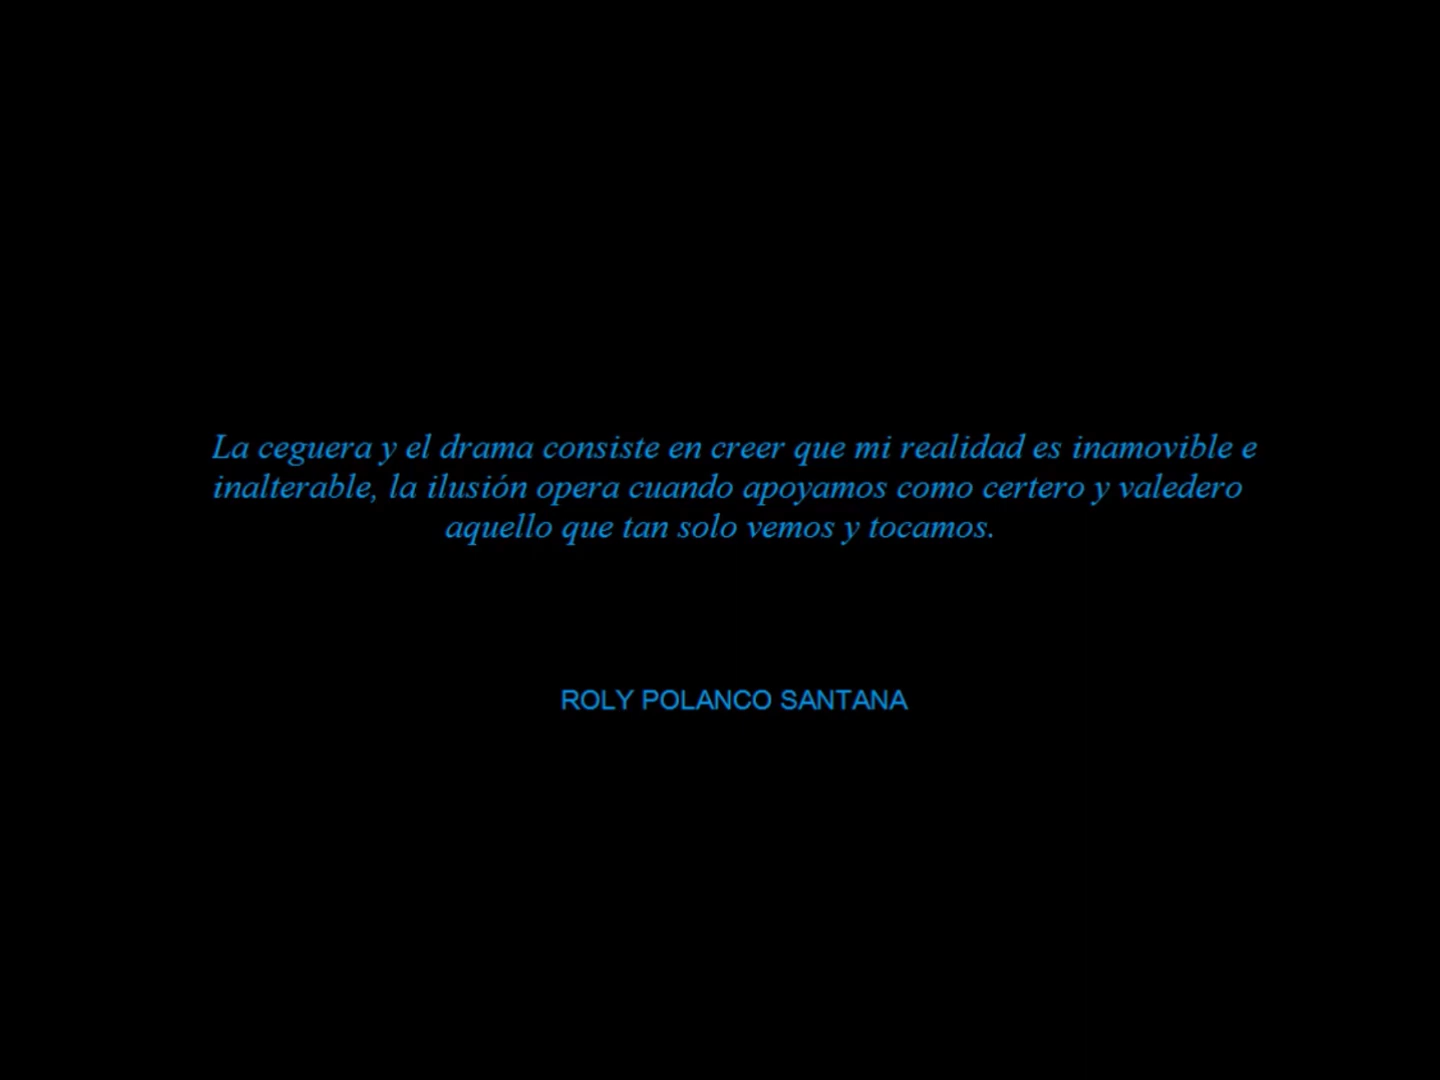 La ceguera y el drama consiste en creer que mi realidad es inamovible e
inalterable, la ilusión opera cuando apoyamos como certero y valedero
aquello que tan solo vemos y tocamos.
ROLY POLANCO SANTANA